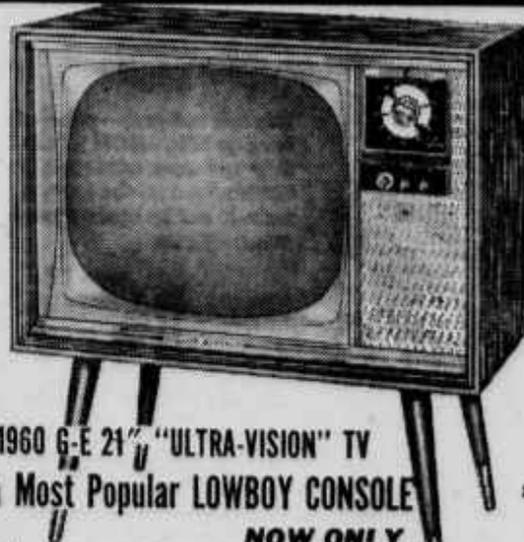 1960 G-E 21" "ULTRA-VISION" TV
Most Popular LOWBOY CONSOLE
NOW ONLY